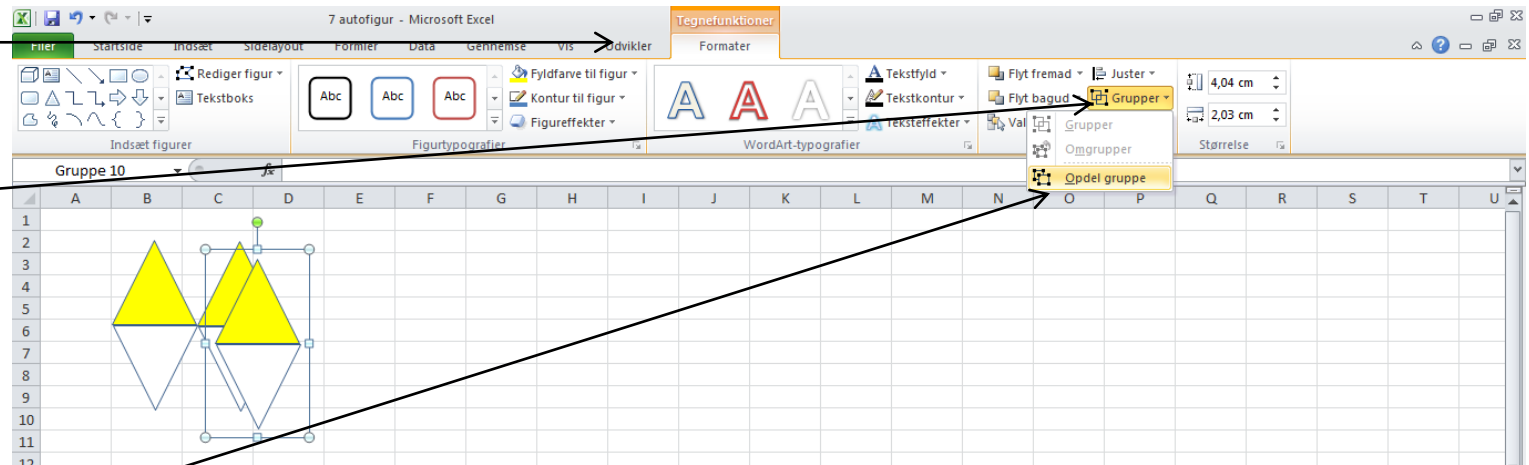 7 autofigur - Microsoft Excel
Tegnefunktioner
Filer Startside Indsæt Sidelayout Formler Data Gennemse Vis Udvikler Formater
Rediger figur
Tekstboks
Indsæt figurer
Abc Abc Abc
Fyldfarve til figur
Kontur til figur
Figureffekter
Figurtypografier
A A A
Tekstfyld
Tekstkontur
Teksteffekter
WordArt-typografier
Flyt fremad
Flyt bagud
Val
Juster
Grupper
Grupper
Omgrupper
Opdel gruppe
4,04 cm
2,03 cm
Størrelse
Gruppe 10 fx
A B C D E F G H I J K L M N O P Q R S T U
1
2
3
4
5
6
7
8
9
10
11
12